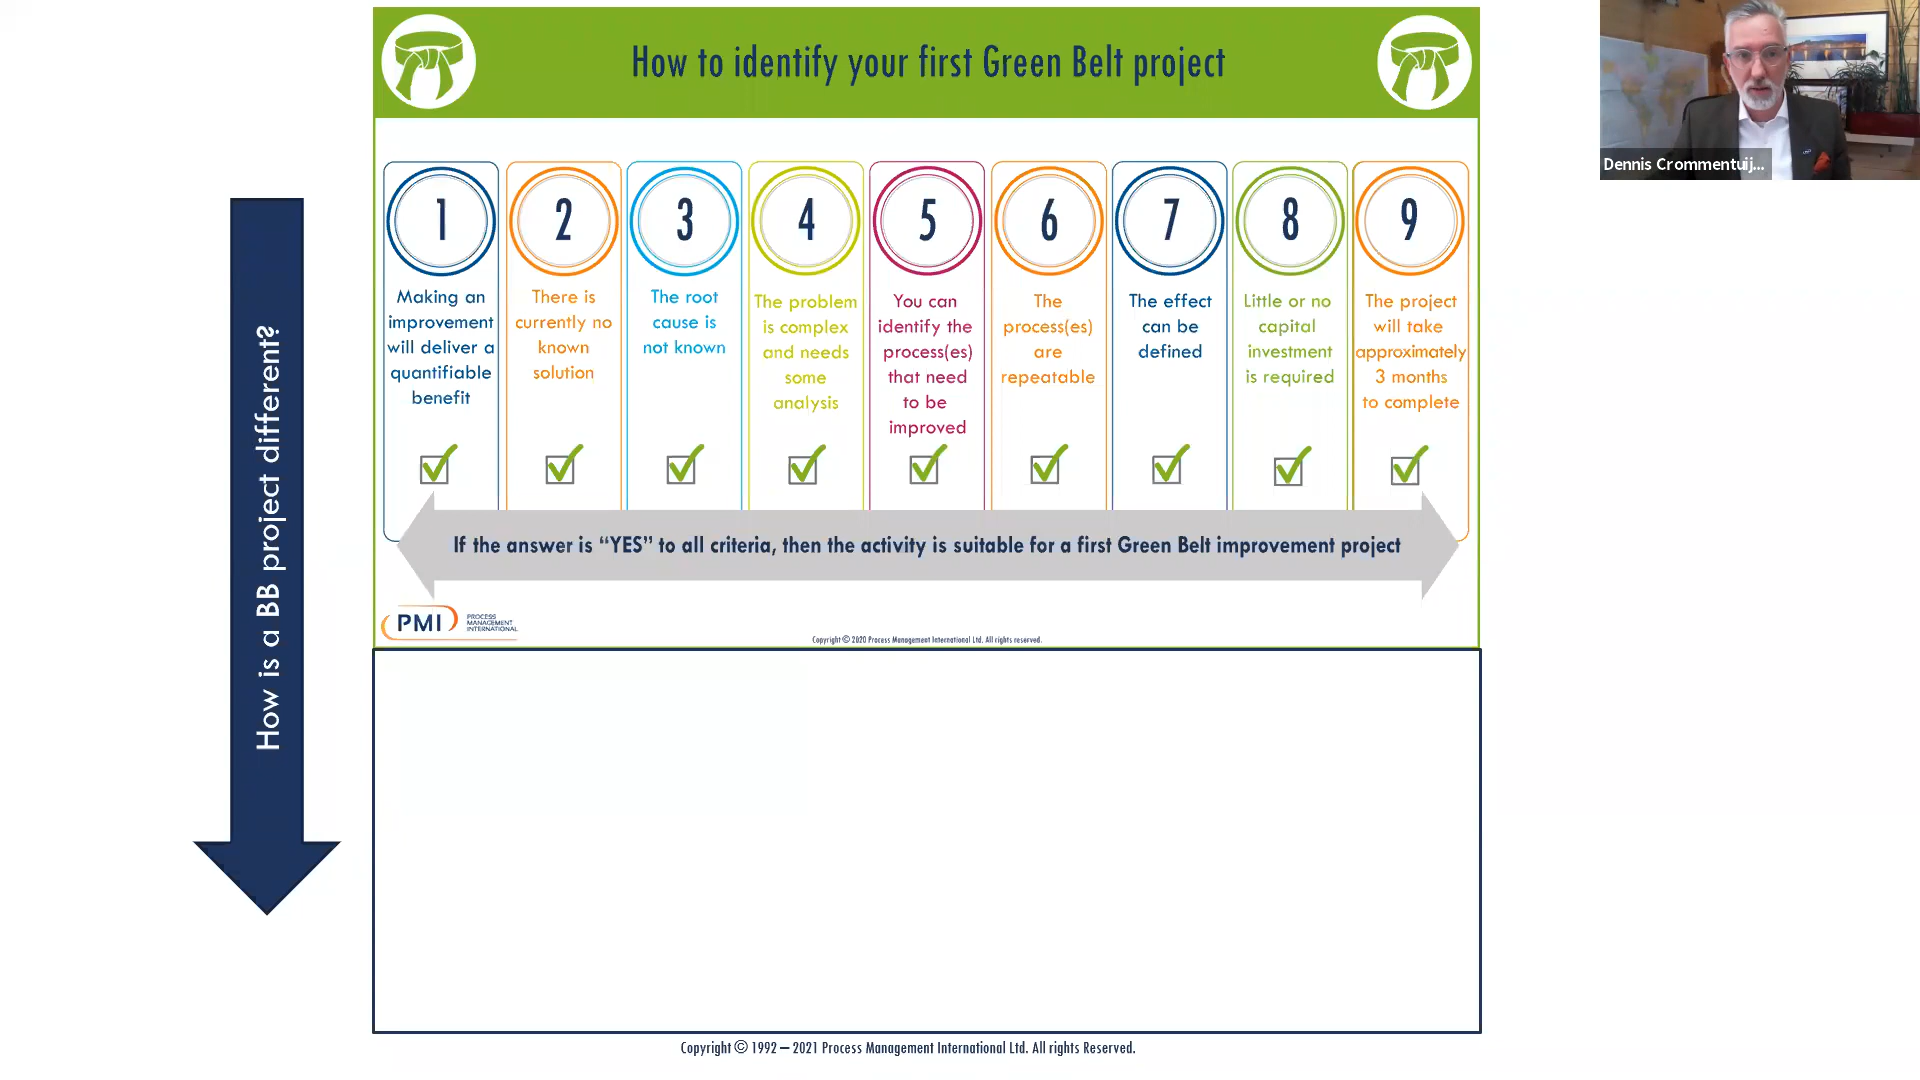 How to identify your first Green Belt project
Dennis Crommentuij...
How is a BB project different?
1
Making an
improvement
will deliver a
quantifiable
benefit
2
There is
currently no
known
solution
3
The root
cause is
not known
4
The problem
is complex
and needs
some
analysis
5
You can
identify the
process(es)
that need
to be
improved
6
The
process(es)
are
repeatable
7
The effect
can be
defined
8
Little or no
capital
investment
is required
9
The project
will take
approximately
3 months
to complete
If the answer is “YES” to all criteria, then the activity is suitable for a first Green Belt improvement project
PMI
PROCESS
MANAGEMENT
INTERNATIONAL
Copyright © 2020 Process Management International Ltd. All rights reserved.
Copyright © 1992 – 2021 Process Management International Ltd. All rights Reserved.